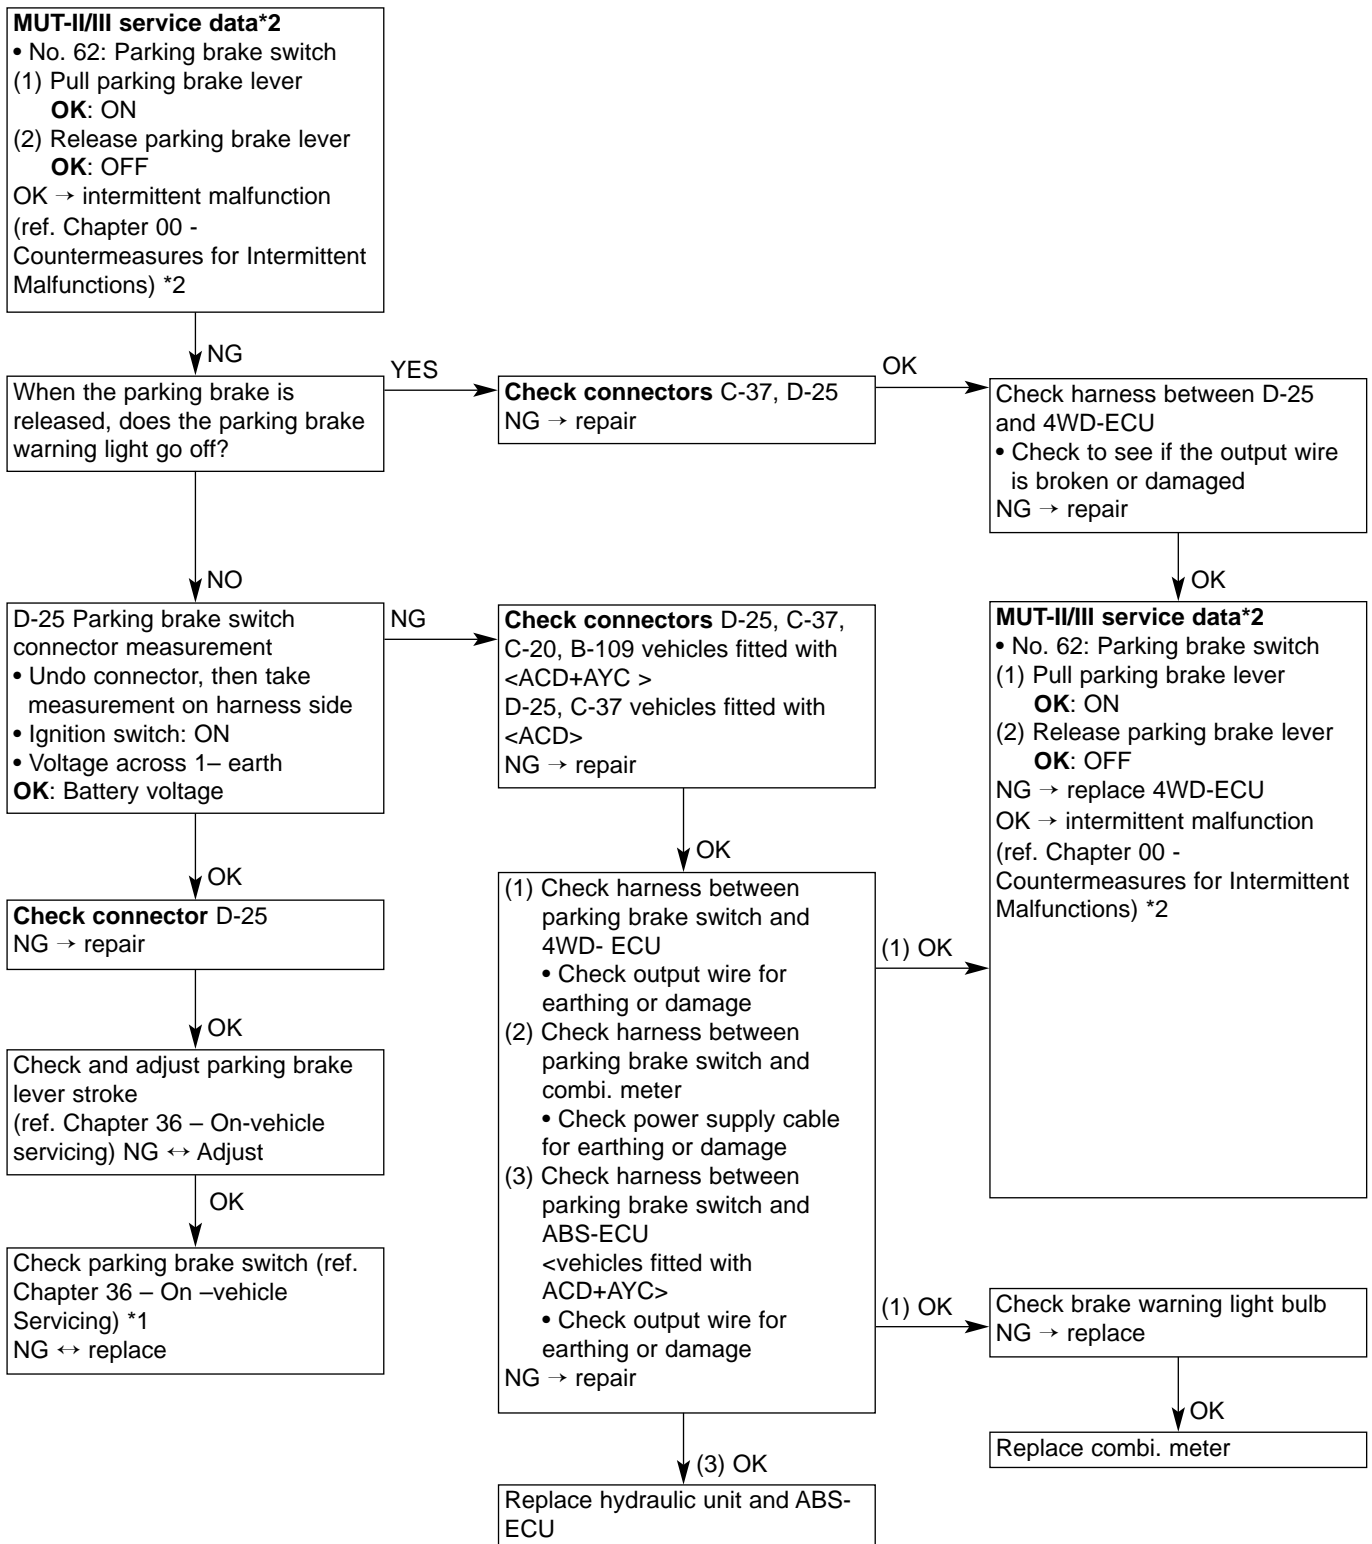 MUT-II/III service data*2
• No. 62: Parking brake switch
(1) Pull parking brake lever
OK: ON
(2) Release parking brake lever
OK: OFF
OK → intermittent malfunction
(ref. Chapter 00 -
Countermeasures for Intermittent
Malfunctions) *2
NG
When the parking brake is
released, does the parking brake
warning light go off?
YES
Check connectors C-37, D-25
NG → repair
OK
Check harness between D-25
and 4WD-ECU
• Check to see if the output wire
is broken or damaged
NG → repair
NO
OK
D-25 Parking brake switch
connector measurement
• Undo connector, then take
measurement on harness side
• Ignition switch: ON
• Voltage across 1– earth
OK: Battery voltage
NG
Check connectors D-25, C-37,
C-20, B-109 vehicles fitted with
<ACD+AYC >
D-25, C-37 vehicles fitted with
<ACD>
NG → repair
MUT-II/III service data*2
• No. 62: Parking brake switch
(1) Pull parking brake lever
OK: ON
(2) Release parking brake lever
OK: OFF
NG → replace 4WD-ECU
OK → intermittent malfunction
(ref. Chapter 00 -
Countermeasures for Intermittent
Malfunctions) *2
OK
OK
Check connector D-25
NG → repair
OK
Check and adjust parking brake
lever stroke
(ref. Chapter 36 – On-vehicle
servicing) NG ↔ Adjust
OK
Check parking brake switch (ref.
Chapter 36 – On –vehicle
Servicing) *1
NG ↔ replace
(1) Check harness between
parking brake switch and
4WD- ECU
• Check output wire for
earthing or damage
(2) Check harness between
parking brake switch and
combi. meter
• Check power supply cable
for earthing or damage
(3) Check harness between
parking brake switch and
ABS-ECU
<vehicles fitted with
ACD+AYC>
• Check output wire for
earthing or damage
NG → repair
(1) OK
(1) OK
Check brake warning light bulb
NG → replace
OK
Replace combi. meter
(3) OK
Replace hydraulic unit and ABS-
ECU